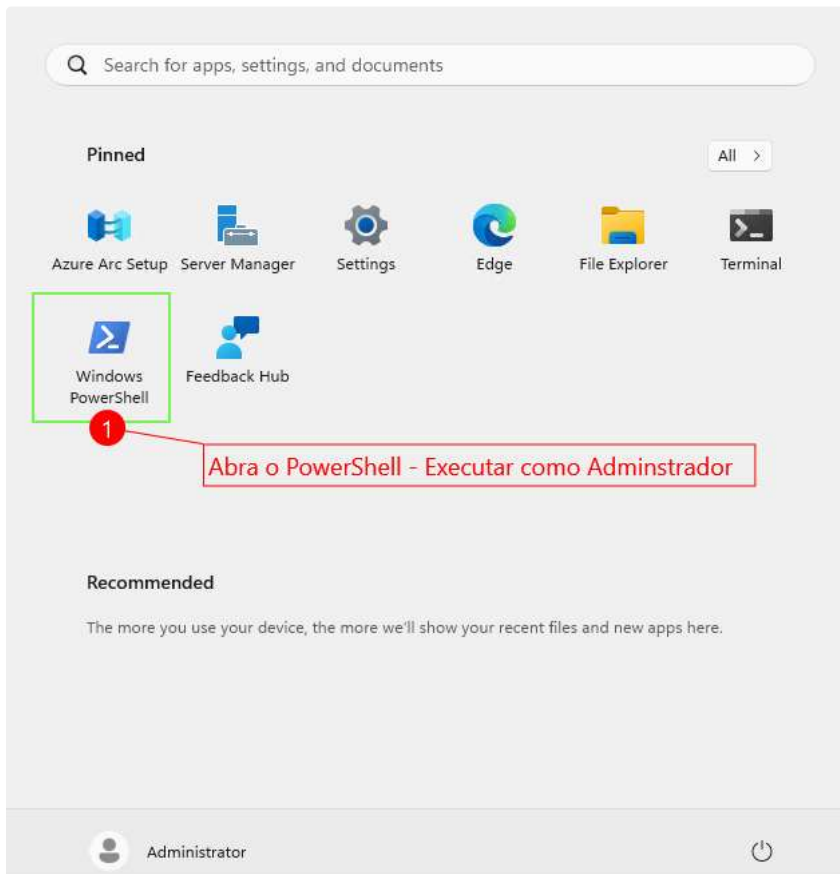 Search for apps, settings, and documents
Pinned
All >
Azure Arc Setup
Server Manager
Settings
Edge
File Explorer
Terminal
Windows
PowerShell
Feedback Hub
1
Abra o PowerShell - Executar como Adminstrador
Recommended
The more you use your device, the more we'll show your recent files and new apps here.
Administrator